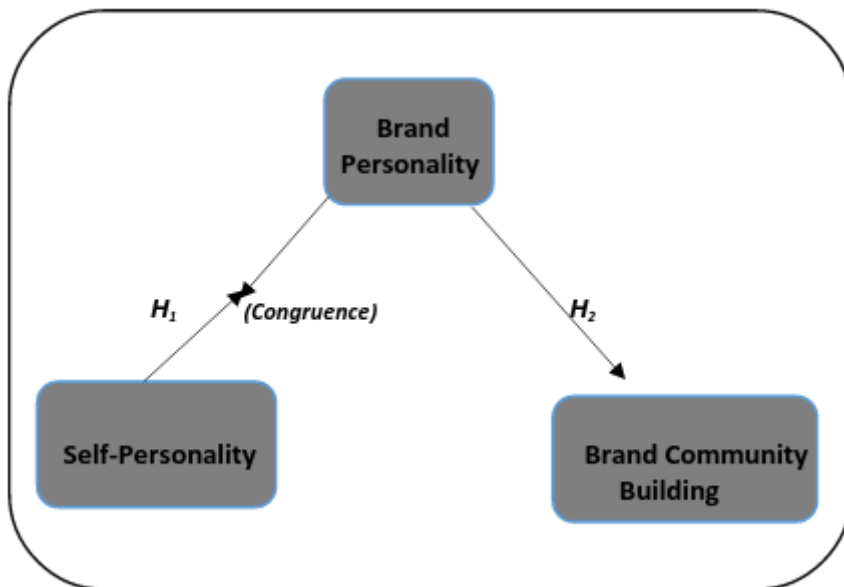 Brand
Personality
H₁
(Congruence)
H₂
Self-Personality
Brand Community
Building